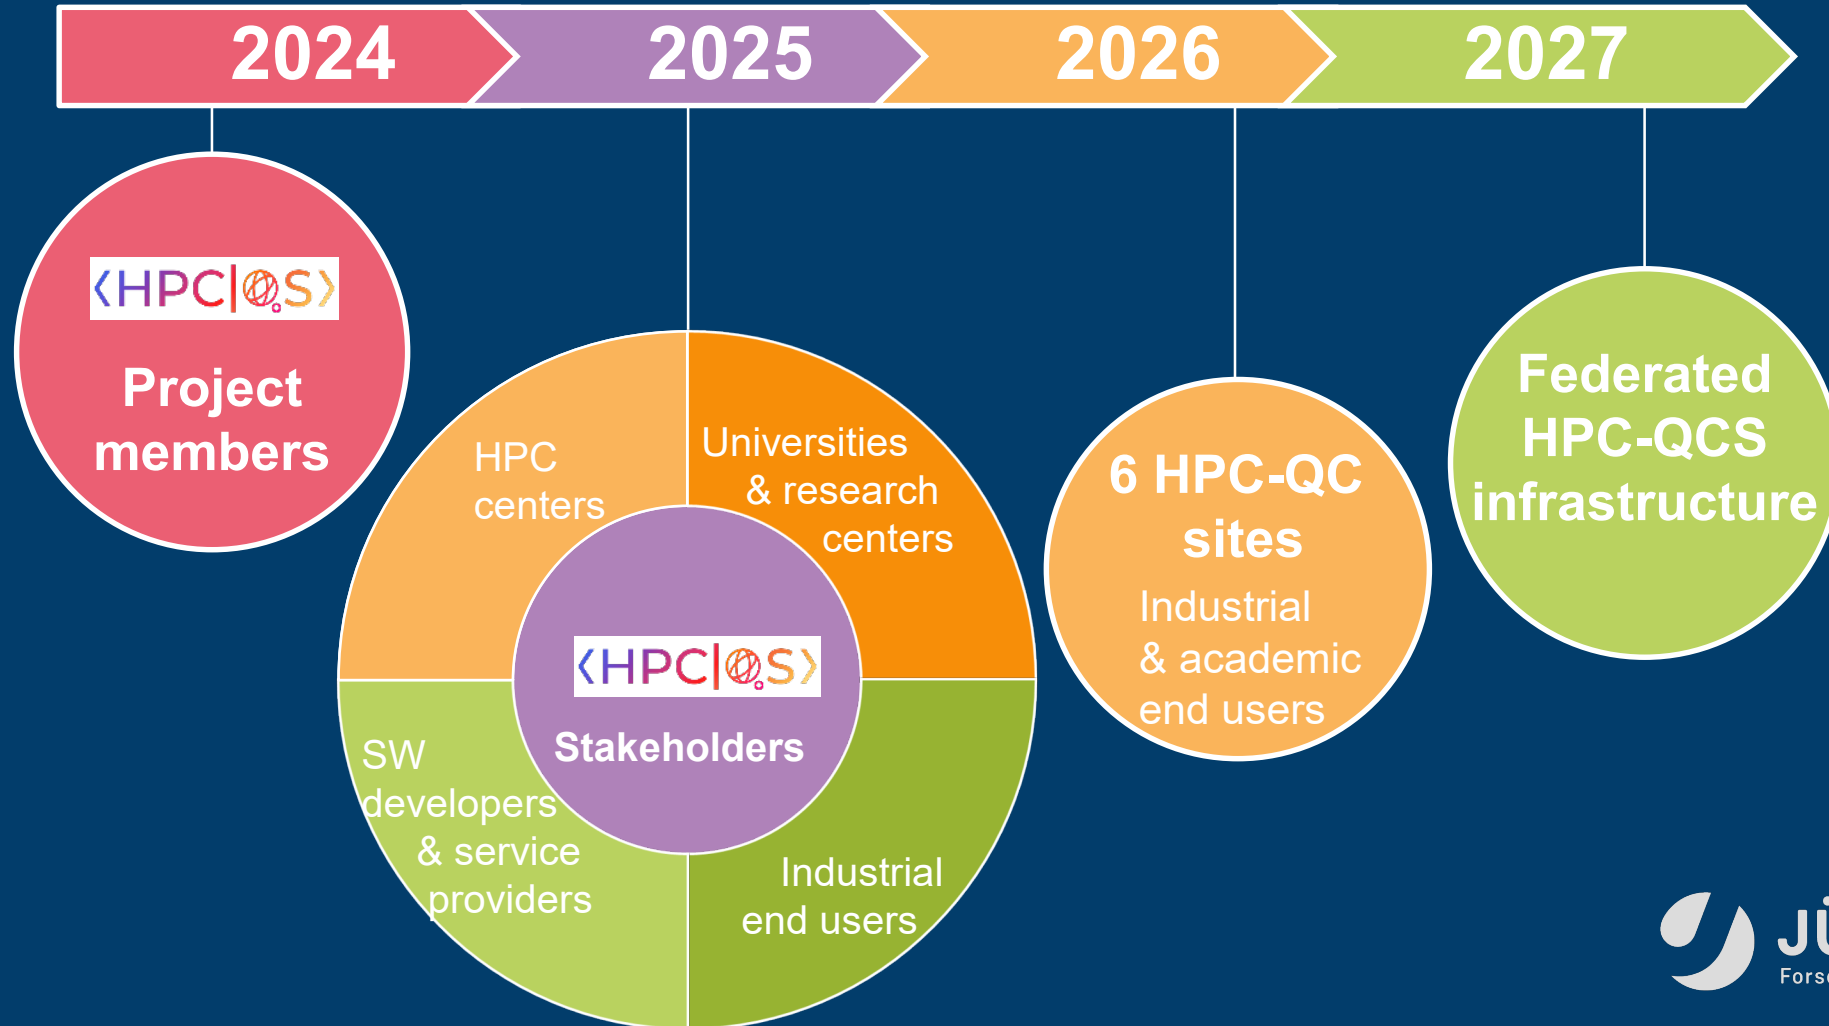 2024
2025
2026
2027
<HPC|QS>
Project
members
HPC
centers
Universities
& research
centers
<HPC|QS>
Stakeholders
SW
developers
& service
providers
Industrial
end users
6 HPC-QC
sites
Industrial
& academic
end users
Federated
HPC-QCS
infrastructure